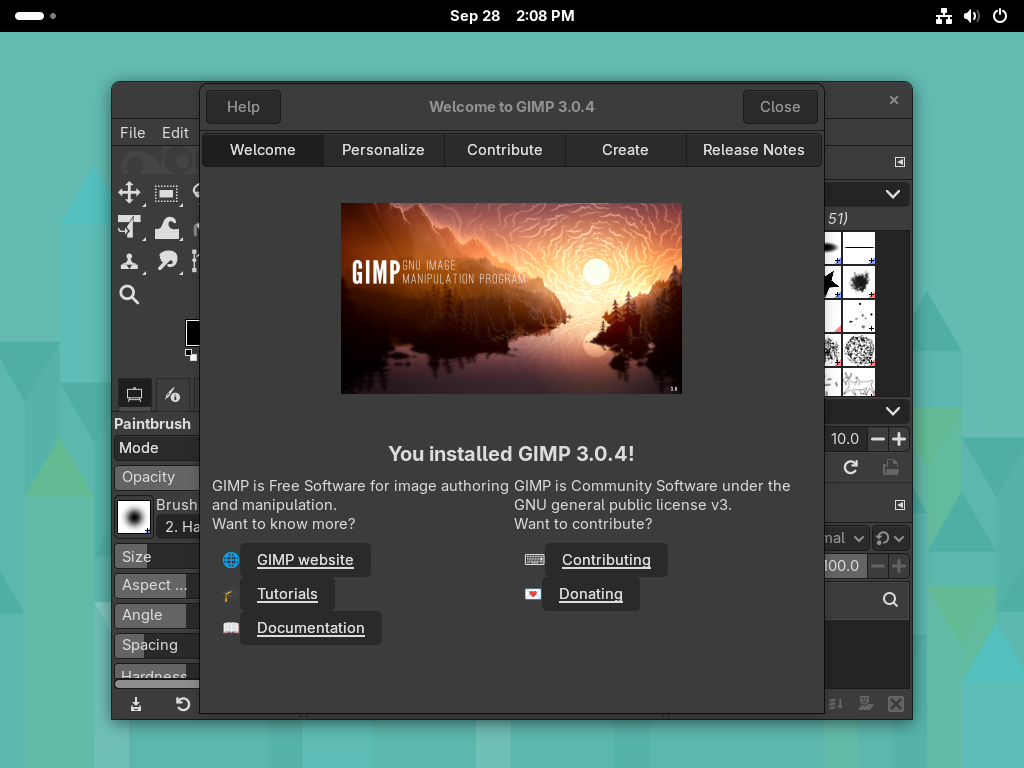 Sep 28 2:08 PM
Help
Welcome to GIMP 3.0.4
Close
File Edit
Welcome
Personalize
Contribute
Create
Release Notes
51)
GIMP GNU IMAGE
MANIPULATION PROGRAM
3.0
Paintbrush
Mode
Opacity
Brush
2. Ha
Size
Aspect ...
Angle
Spacing
Hardness
You installed GIMP 3.0.4!
GIMP is Free Software for image authoring
and manipulation.
Want to know more?
GIMP website
Tutorials
Documentation
GIMP is Community Software under the
GNU general public license v3.
Want to contribute?
Contributing
Donating
10.0
mal
100.0